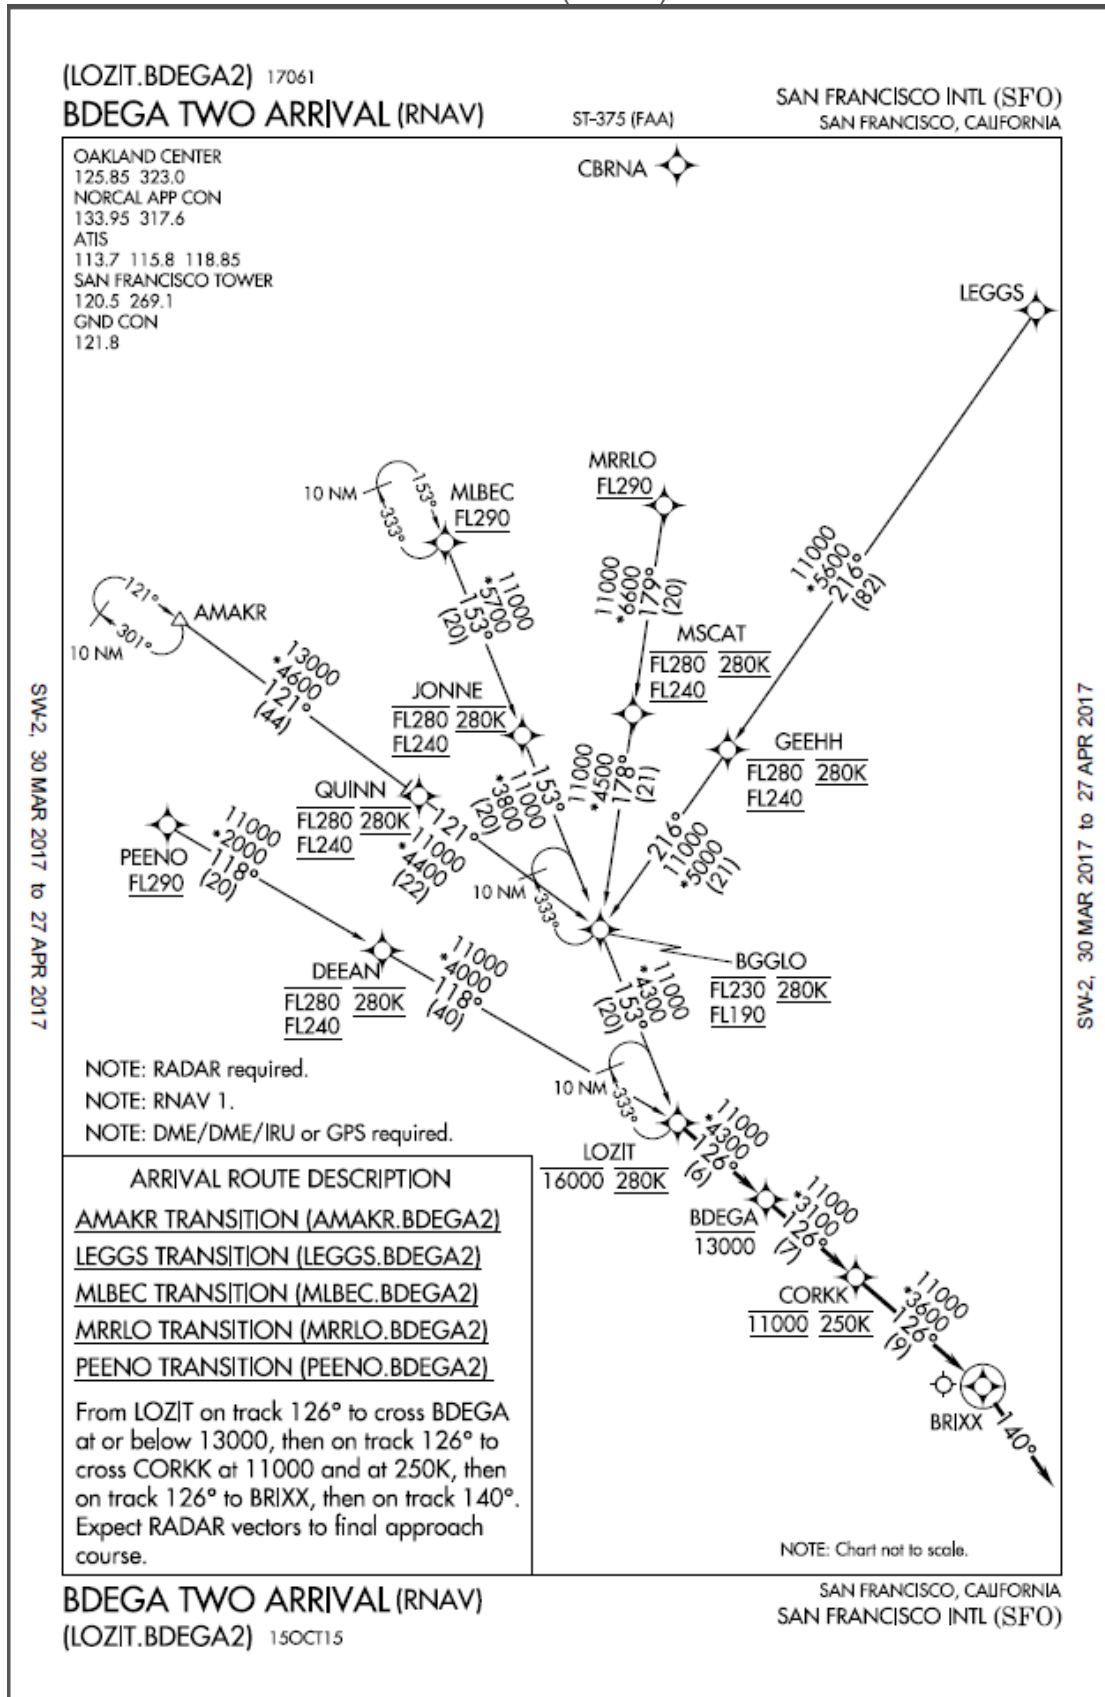 (LOZIT.BDEGA2) 17061
BDEGA TWO ARRIVAL (RNAV)
ST-375 (FAA)
SAN FRANCISCO INTL (SFO)
SAN FRANCISCO, CALIFORNIA
OAKLAND CENTER
125.85 323.0
NORCAL APP CON
133.95 317.6
ATIS
113.7 115.8 118.85
SAN FRANCISCO TOWER
120.5 269.1
GND CON
121.8
CBRNA
LEGGS
11000
*5600
216°
(82)
MRRLO
FL290
11000
*6600
179°
(20)
MLBEC
FL290
10 NM
153°
333°
11000
*5700
153°
(20)
AMAKR
121°
301°
10 NM
13000
*4600
121°
(44)
MSCAT
FL280 280K
FL240
JONNE
FL280 280K
FL240
GEEHH
FL280 280K
FL240
11000
*4500
178°
(21)
153°
11000
*3800
(20)
216°
11000
*5000
(21)
QUINN
FL280 280K
FL240
121°
11000
*4400
(22)
PEENO
FL290
11000
*2000
118°
(20)
10 NM
333°
BGGLO
FL230 280K
FL190
DEEAN
FL280 280K
FL240
11000
*4000
118°
(40)
11000
*4300
153°
(20)
10 NM
333°
LOZIT
16000 280K
11000
*4300
126°
(6)
BDEGA
13000
11000
*3100
126°
(7)
CORKK
11000 250K
11000
*3600
126°
(9)
BRIXX
140°
NOTE: RADAR required.
NOTE: RNAV 1.
NOTE: DME/DME/IRU or GPS required.
ARRIVAL ROUTE DESCRIPTION
AMAKR TRANSITION (AMAKR.BDEGA2)
LEGGS TRANSITION (LEGGS.BDEGA2)
MLBEC TRANSITION (MLBEC.BDEGA2)
MRRLO TRANSITION (MRRLO.BDEGA2)
PEENO TRANSITION (PEENO.BDEGA2)
From LOZIT on track 126° to cross BDEGA
at or below 13000, then on track 126° to
cross CORKK at 11000 and at 250K, then
on track 126° to BRIXX, then on track 140°.
Expect RADAR vectors to final approach
course.
NOTE: Chart not to scale.
SW-2, 30 MAR 2017 to 27 APR 2017
SW-2, 30 MAR 2017 to 27 APR 2017
BDEGA TWO ARRIVAL (RNAV)
(LOZIT.BDEGA2) 15OCT15
SAN FRANCISCO, CALIFORNIA
SAN FRANCISCO INTL (SFO)